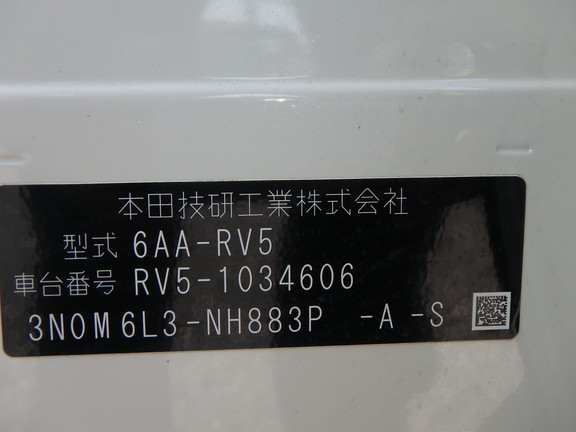 本田技研工業株式会社
型式 6AA-RV5
車台番号 RV5-1034606
3N0M6L3-NH883P -A-S